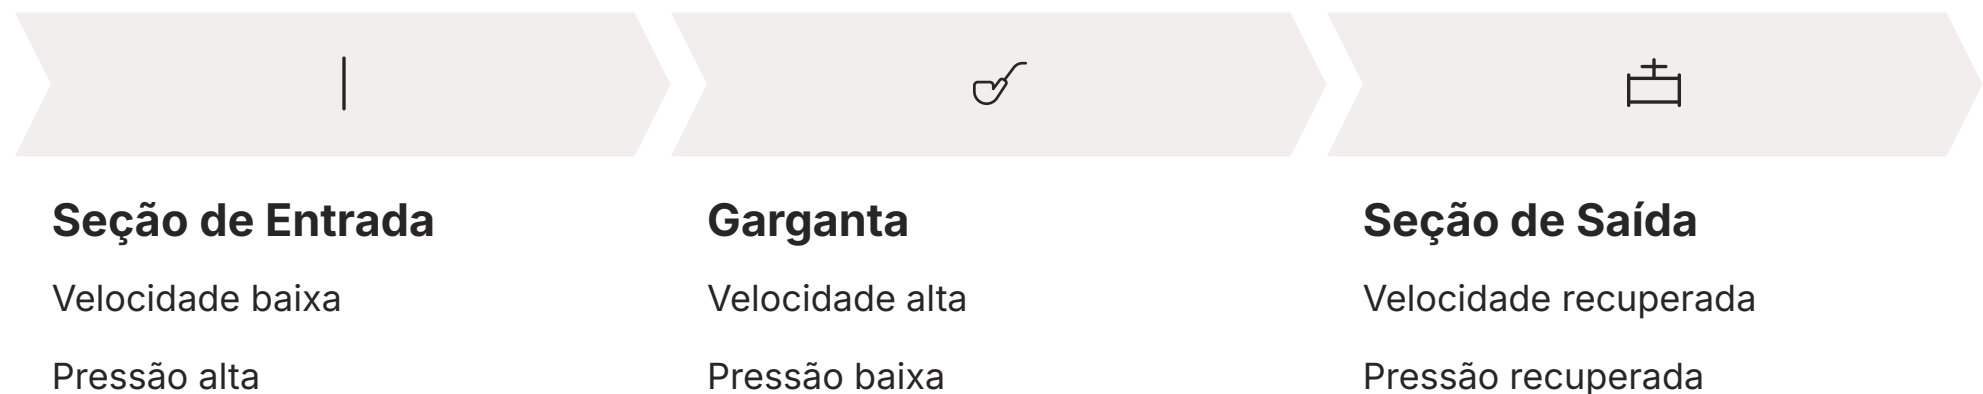 Seção de Entrada
Velocidade baixa
Pressão alta
Garganta
Velocidade alta
Pressão baixa
Seção de Saída
Velocidade recuperada
Pressão recuperada